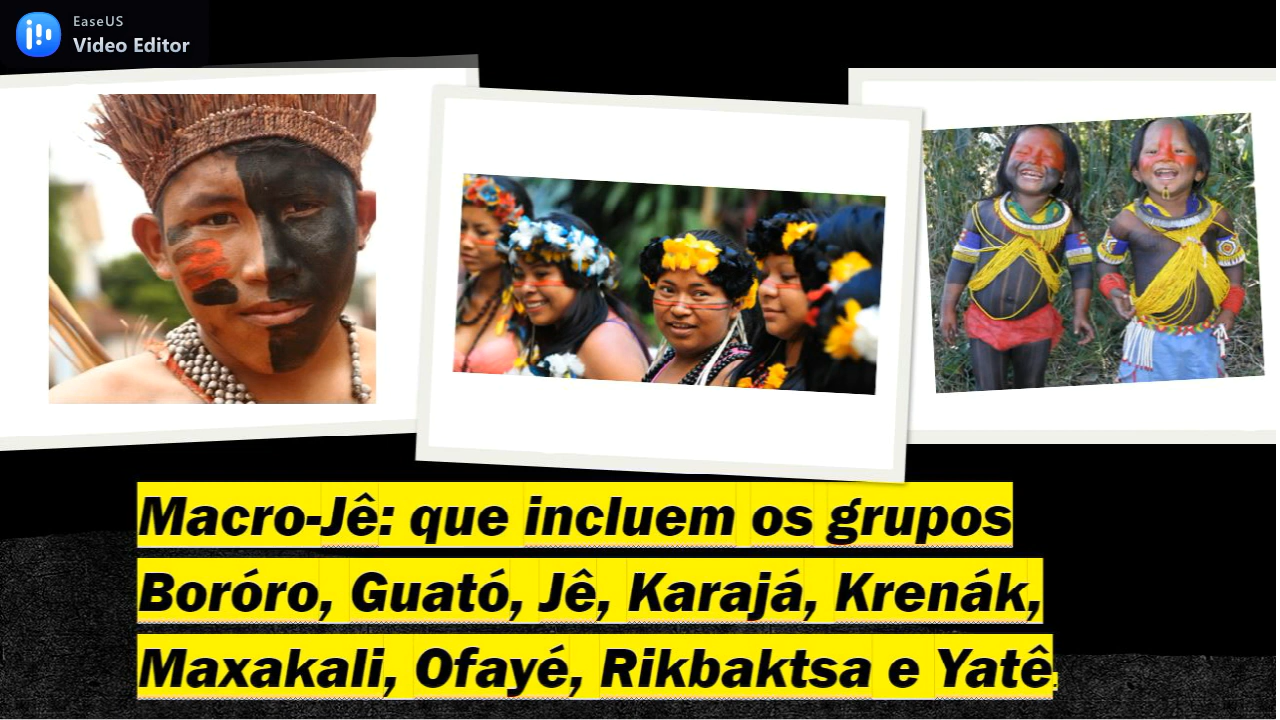 EaseUS
Video Editor
Macro-Jê: que incluem os grupos
Boróro, Guató, Jê, Karajá, Krenák,
Maxakali, Ofayé, Rikbaktsa e Yatê.